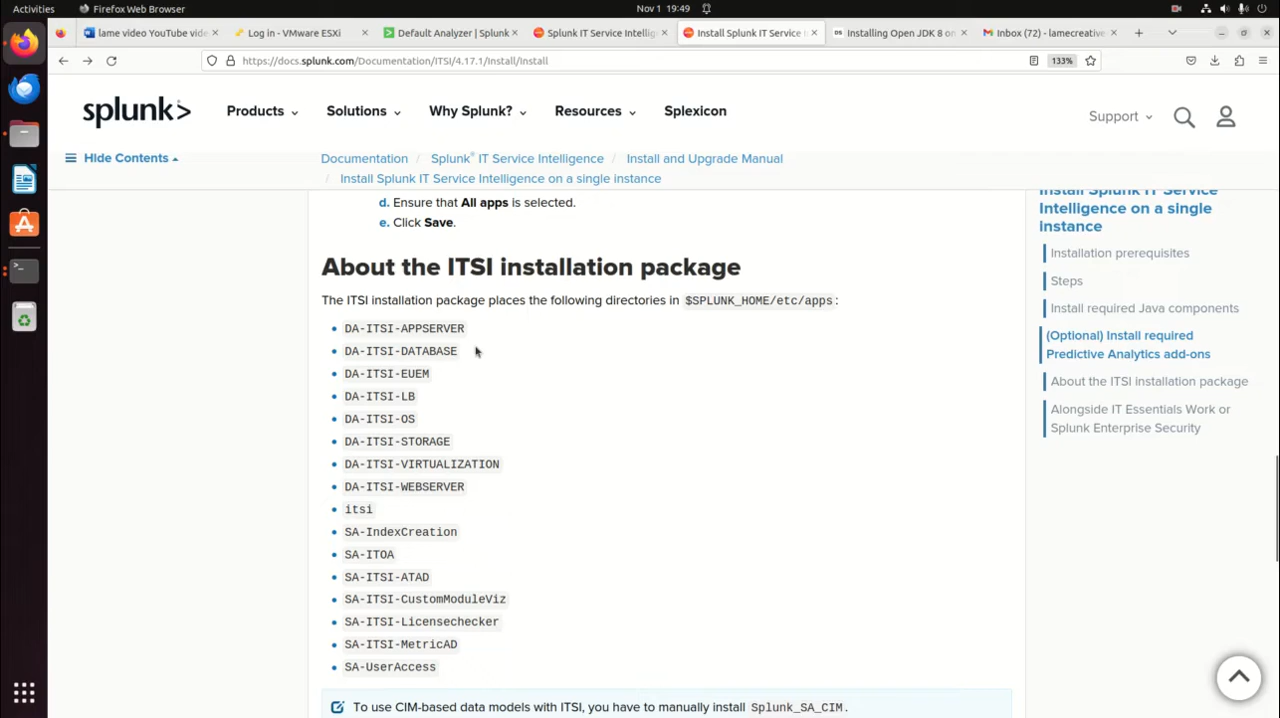 Activities
Firefox Web Browser
Nov 1 19:49
lame video YouTube vide
Log in - VMware ESXi
Default Analyzer | Splunk
Splunk IT Service Intellig
Install Splunk IT Service
Installing Open JDK 8 on
Inbox (72) - lamecreative
https://docs.splunk.com/Documentation/ITSI/4.17.1/Install/Install
133%
splunk>
Products
Solutions
Why Splunk?
Resources
Splexicon
Support
Hide Contents
Documentation / Splunk® IT Service Intelligence / Install and Upgrade Manual
/ Install Splunk IT Service Intelligence on a single instance
d. Ensure that All apps is selected.
e. Click Save.
About the ITSI installation package
The ITSI installation package places the following directories in $SPLUNK_HOME/etc/apps:
• DA-ITSI-APPSERVER
• DA-ITSI-DATABASE
• DA-ITSI-EUEM
• DA-ITSI-LB
• DA-ITSI-OS
• DA-ITSI-STORAGE
• DA-ITSI-VIRTUALIZATION
• DA-ITSI-WEBSERVER
• itsi
• SA-IndexCreation
• SA-ITOA
• SA-ITSI-ATAD
• SA-ITSI-CustomModuleViz
• SA-ITSI-Licensechecker
• SA-ITSI-MetricAD
• SA-UserAccess
To use CIM-based data models with ITSI, you have to manually install Splunk_SA_CIM.
Install Splunk IT Service
Intelligence on a single
instance
Installation prerequisites
Steps
Install required Java components
(Optional) Install required
Predictive Analytics add-ons
About the ITSI installation package
Alongside IT Essentials Work or
Splunk Enterprise Security